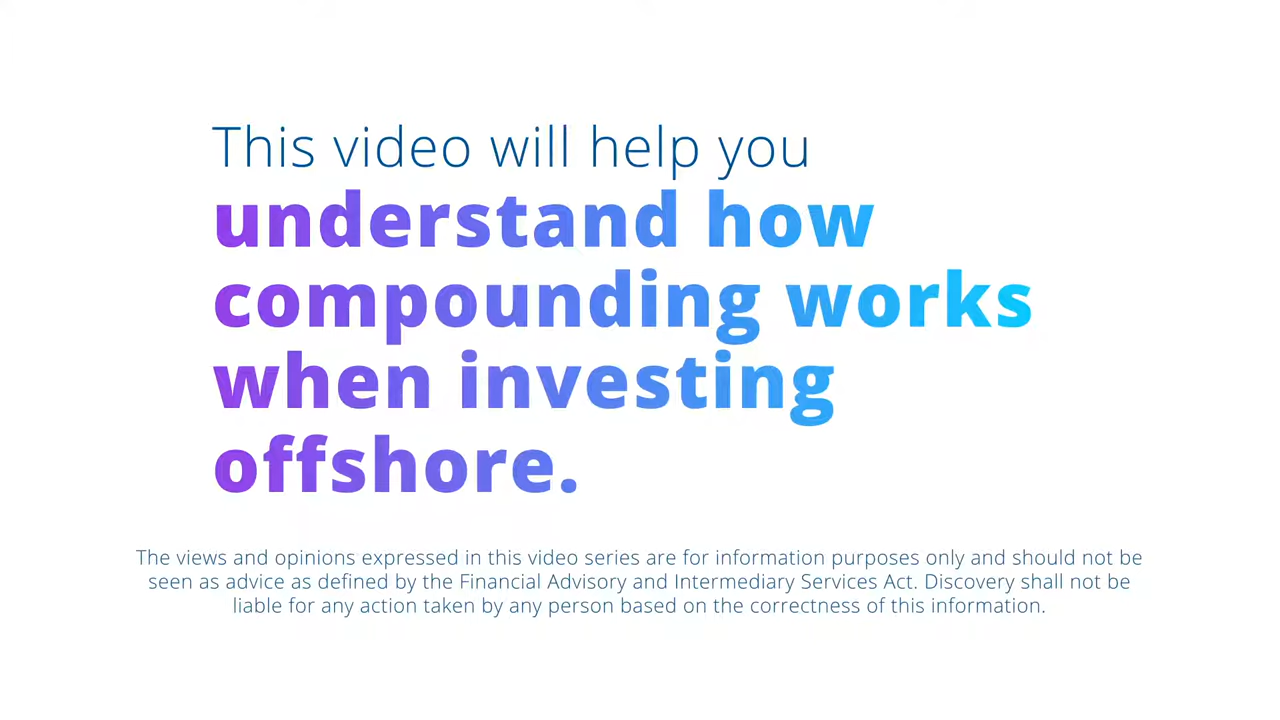 This video will help you
understand how
compounding works
when investing
offshore.
The views and opinions expressed in this video series are for information purposes only and should not be
seen as advice as defined by the Financial Advisory and Intermediary Services Act. Discovery shall not be
liable for any action taken by any person based on the correctness of this information.